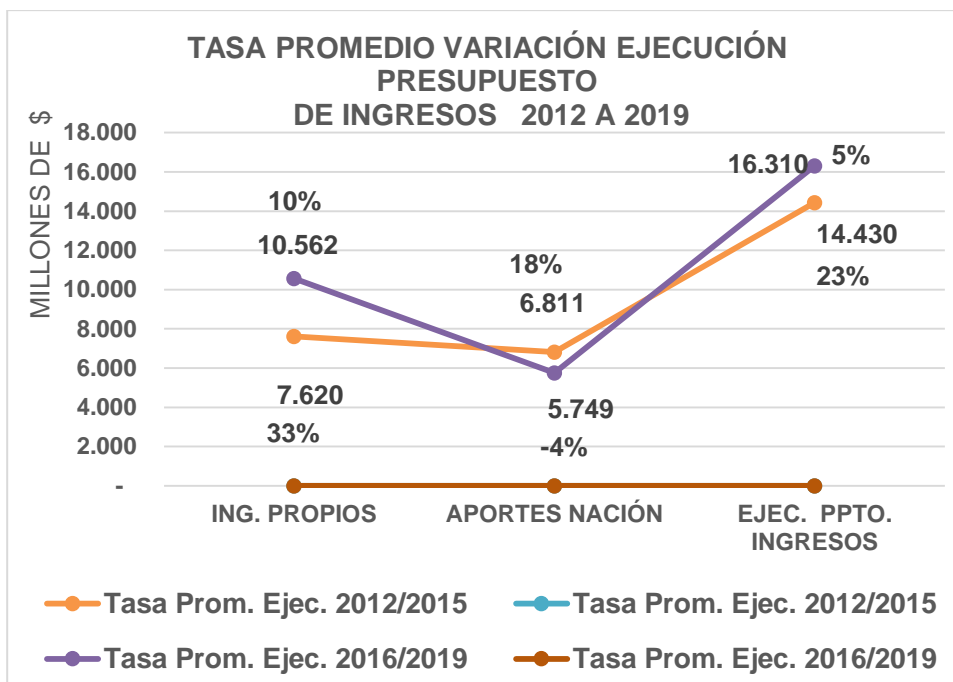 TASA PROMEDIO VARIACIÓN EJECUCIÓN
PRESUPUESTO
DE INGRESOS 2012 A 2019
MILLONES DE $
18.000
16.000
14.000
12.000
10.000
8.000
6.000
4.000
2.000
-
10%
10.562
7.620
33%
18%
6.811
5.749
-4%
16.310
5%
14.430
23%
ING. PROPIOS
APORTES NACIÓN
EJEC. PPTO.
INGRESOS
Tasa Prom. Ejec. 2012/2015
Tasa Prom. Ejec. 2012/2015
Tasa Prom. Ejec. 2016/2019
Tasa Prom. Ejec. 2016/2019